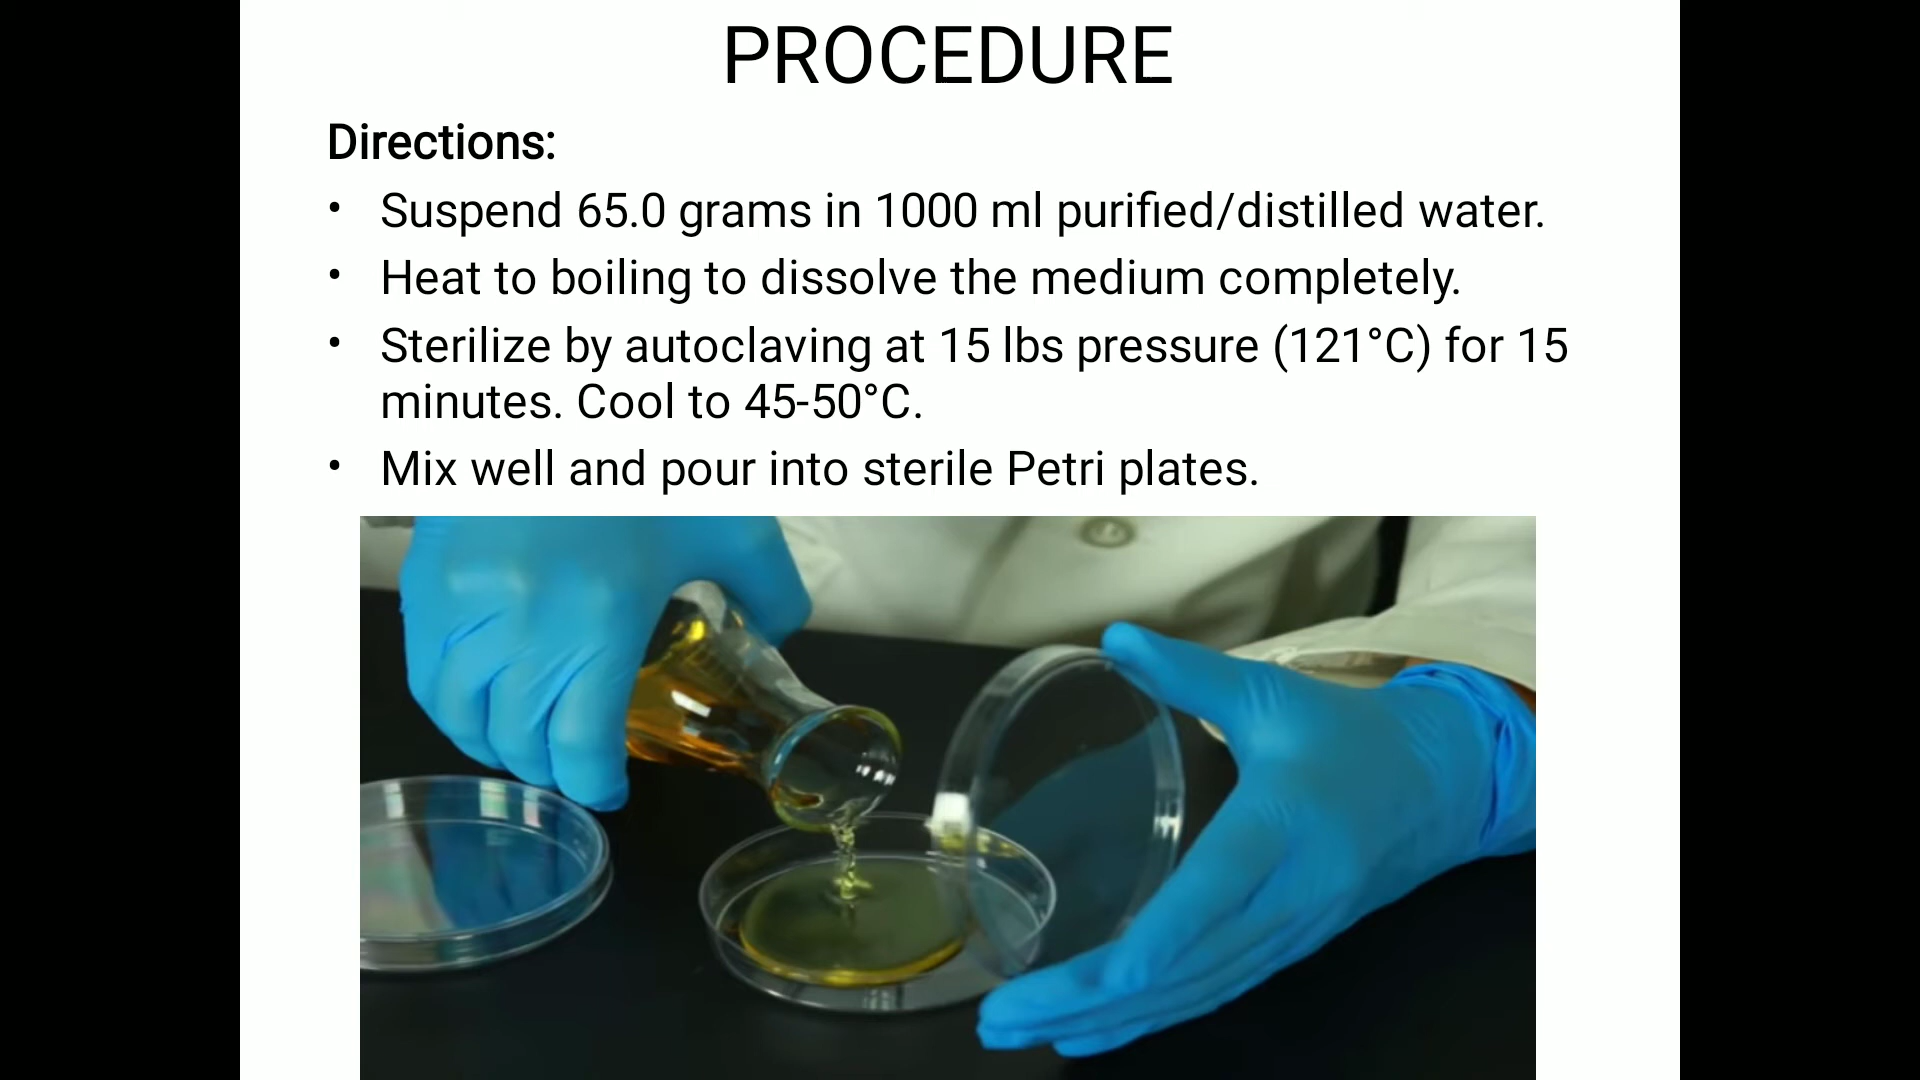 PROCEDURE
Directions:
• Suspend 65.0 grams in 1000 ml purified/distilled water.
• Heat to boiling to dissolve the medium completely.
• Sterilize by autoclaving at 15 lbs pressure (121°C) for 15
minutes. Cool to 45-50°C.
• Mix well and pour into sterile Petri plates.